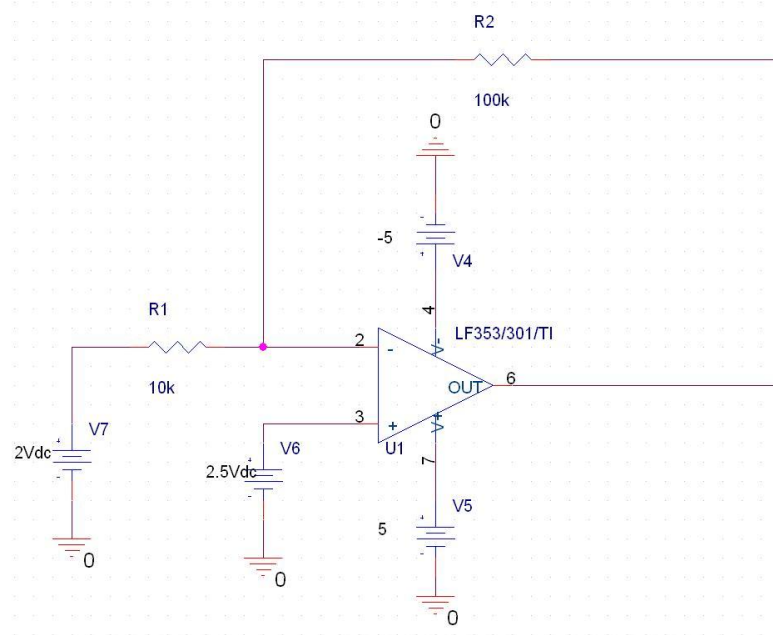 R2
100k
0
-
-5
+
V4
4
R1
LF353/301/TI
2
-
V-
10k
OUT
6
3
+
V+
U1
V7
+
2Vdc
-
V6
+
2.5Vdc
-
7
V5
+
5
-
0
0
0